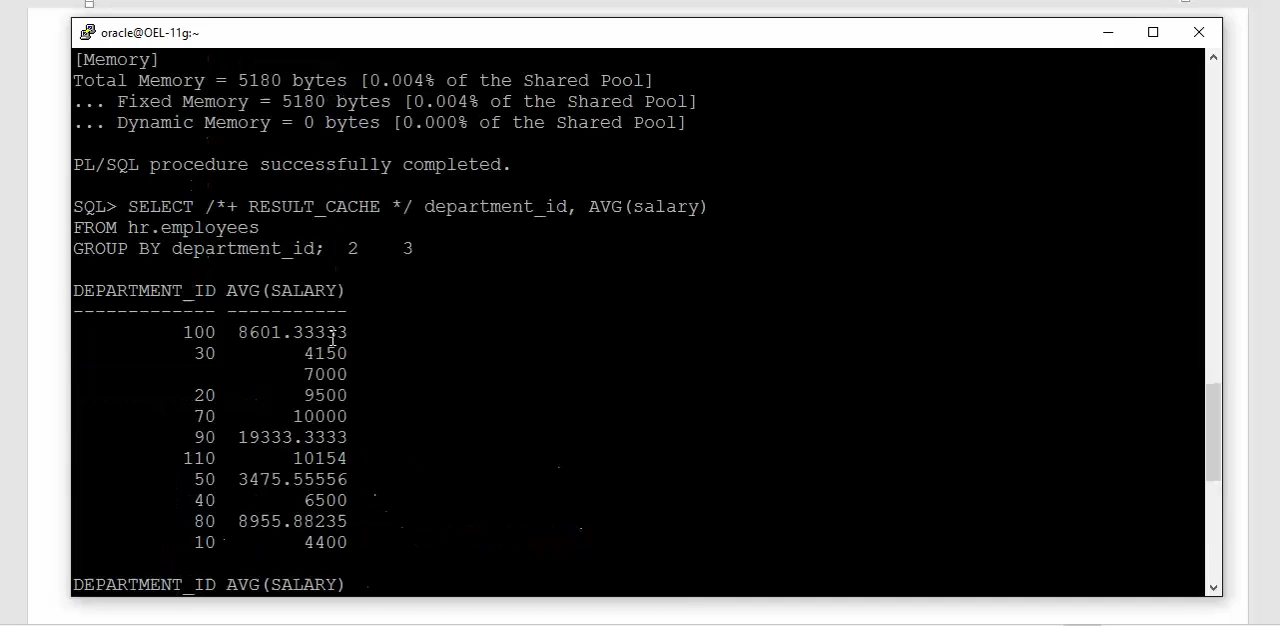 oracle@OEL-11g:~
[Memory]
Total Memory = 5180 bytes [0.004% of the Shared Pool]
... Fixed Memory = 5180 bytes [0.004% of the Shared Pool]
... Dynamic Memory = 0 bytes [0.000% of the Shared Pool]
PL/SQL procedure successfully completed.
SQL> SELECT /*+ RESULT_CACHE */ department_id, AVG(salary)
FROM hr.employees
GROUP BY department_id;  2    3
DEPARTMENT_ID AVG(SALARY)
------------- -----------
100 8601.33333
30 4150
7000
20 9500
70 10000
90 19333.3333
110 10154
50 3475.55556
40 6500
80 8955.88235
10 4400
DEPARTMENT_ID AVG(SALARY)